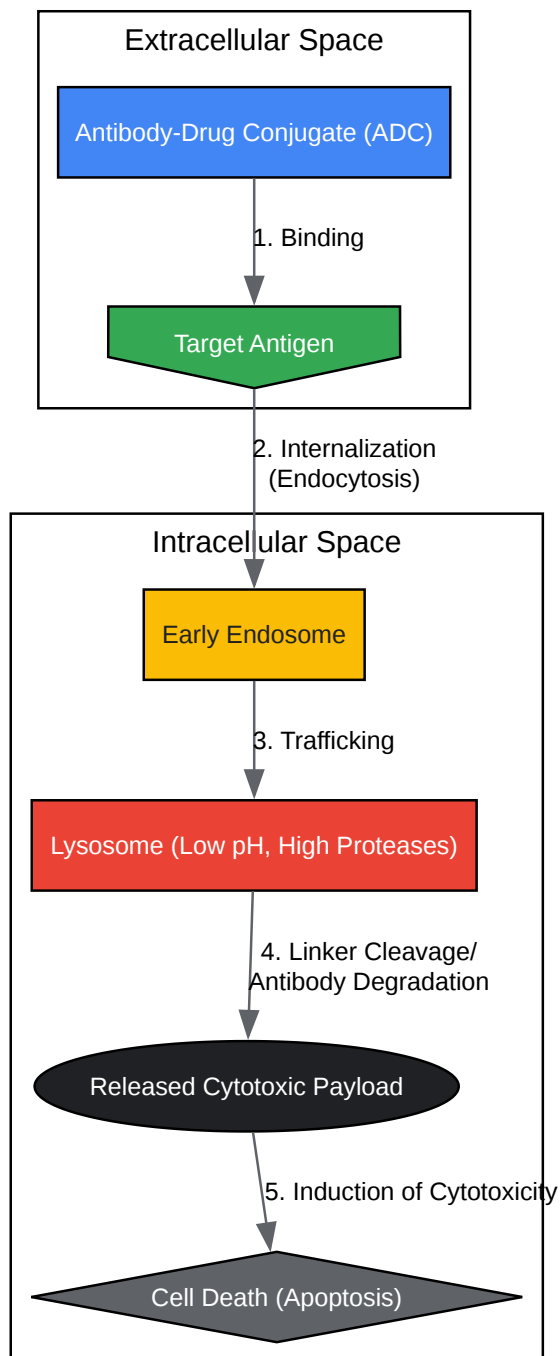 Extracellular Space
Antibody-Drug Conjugate (ADC)
1. Binding
Target Antigen
2. Internalization
(Endocytosis)
Intracellular Space
Early Endosome
3. Trafficking
Lysosome (Low pH, High Proteases)
4. Linker Cleavage/
Antibody Degradation
Released Cytotoxic Payload
5. Induction of Cytotoxicity
Cell Death (Apoptosis)